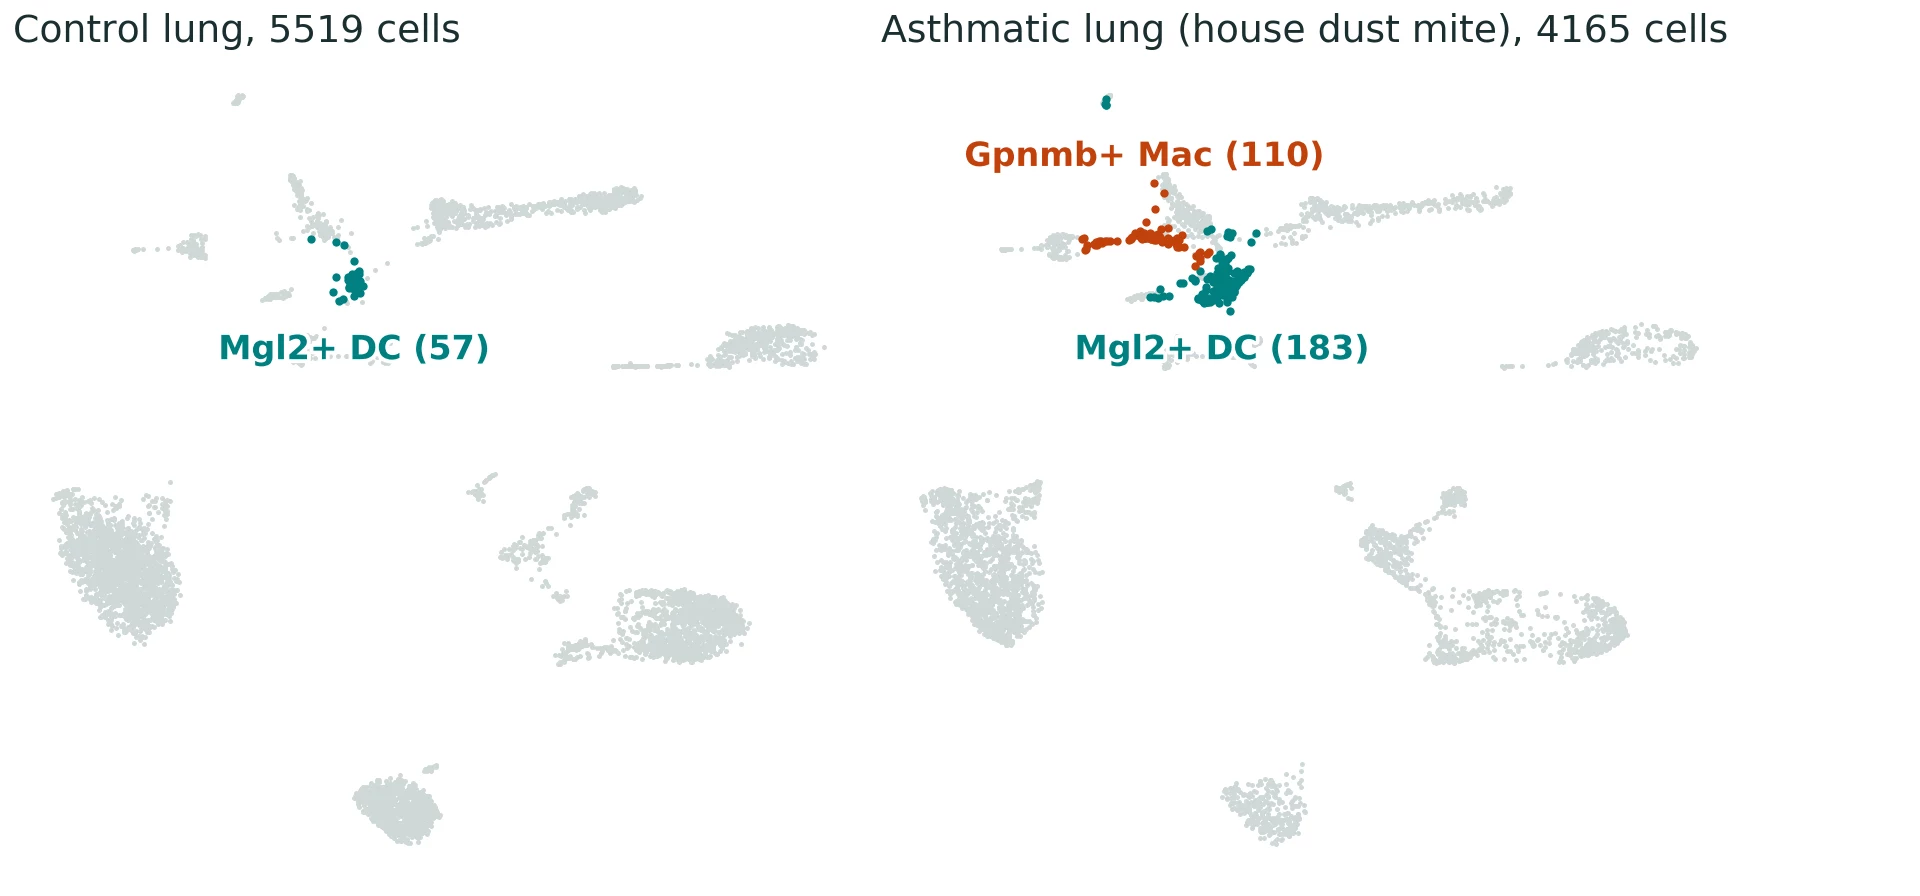 Control lung, 5519 cells
Asthmatic lung (house dust mite), 4165 cells
Gpnmb+ Mac (110)
Mgl2+ DC (57)
Mgl2+ DC (183)